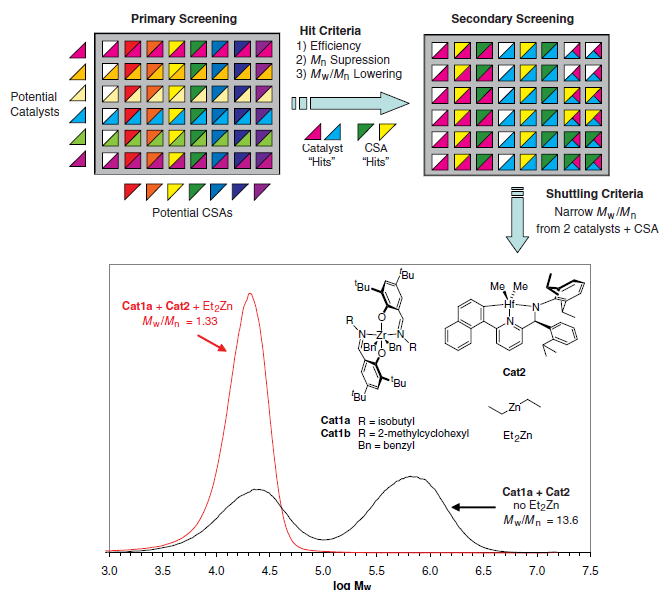 Primary Screening
Hit Criteria
1) Efficiency
2) Mn Supression
3) Mw/Mn Lowering
Secondary Screening
Potential
Catalysts
Catalyst
"Hits"
CSA
"Hits"
Potential CSAs
Shuttling Criteria
Narrow Mw/Mn
from 2 catalysts + CSA
Cat1a + Cat2 + Et2Zn
Mw/Mn = 1.33
tBu
tBu
R
O
N
Zr
N
Bn
Bn
R
O
tBu
tBu
Cat1a R = isobutyl
Cat1b R = 2-methylcyclohexyl
Bn = benzyl
Me
Me
Hf
N
N
Cat2
Zn
Et2Zn
Cat1a + Cat2
no Et2Zn
Mw/Mn = 13.6
3.0 3.5 4.0 4.5 5.0 5.5 6.0 6.5 7.0 7.5
log Mw